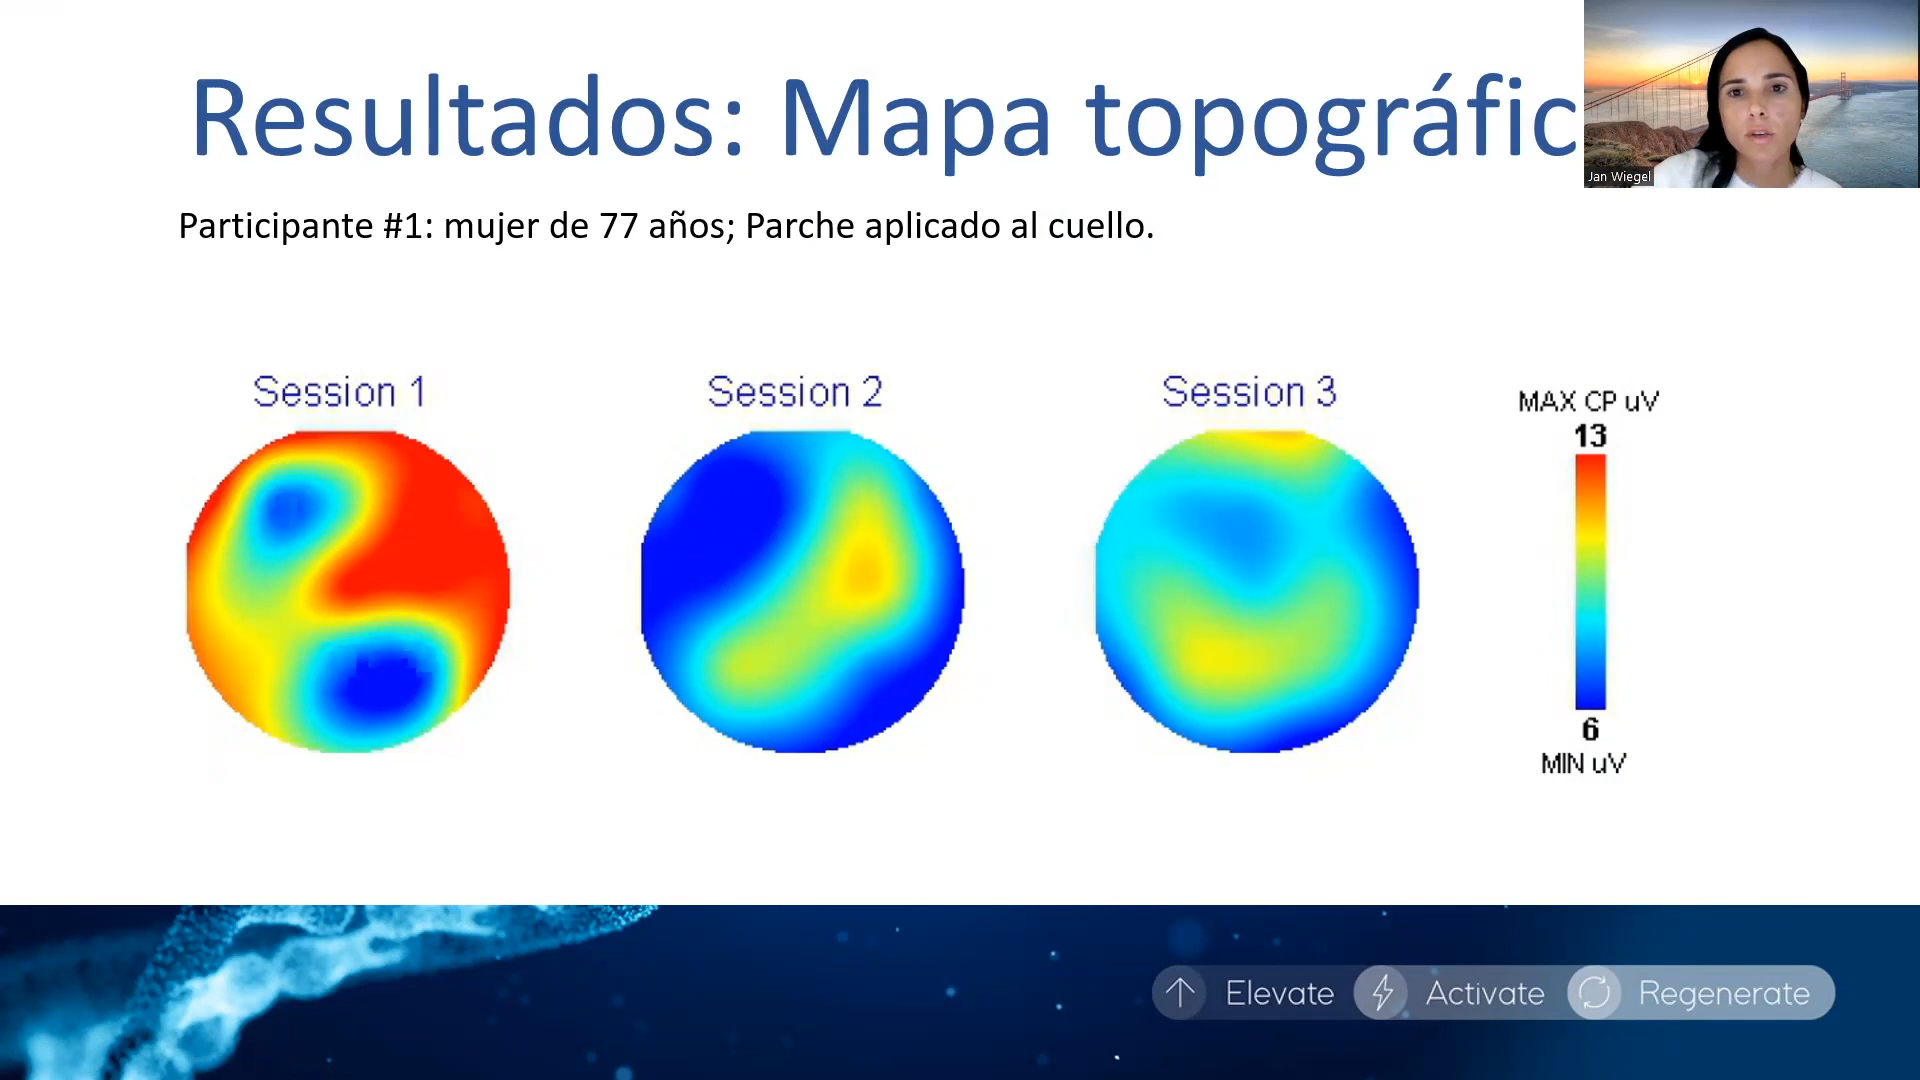 Resultados: Mapa topográfic
Jan Wiegel
Participante #1: mujer de 77 años; Parche aplicado al cuello.
Session 1
Session 2
Session 3
MAX CP uV
13
6
MIN uV
Elevate
Activate
Regenerate